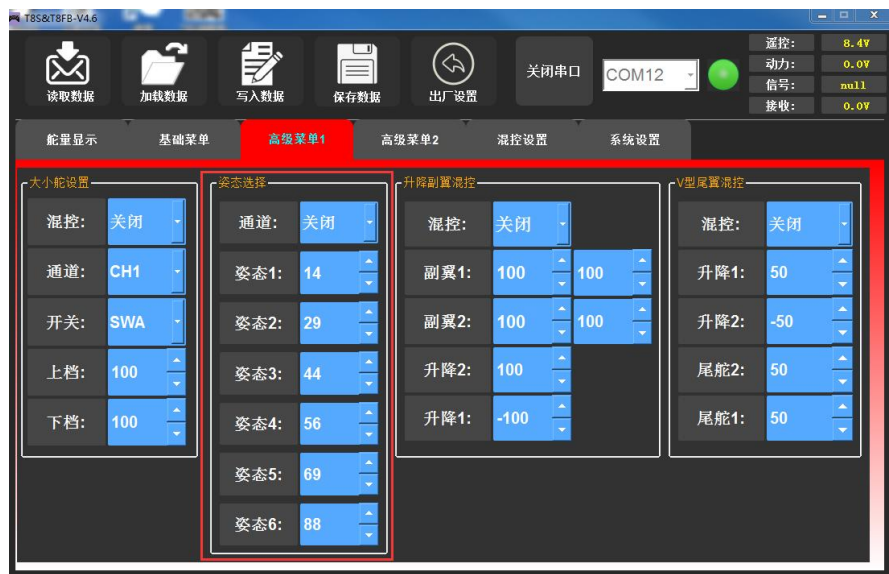 T8S&T8FB-V4.6
读取数据 加载数据 写入数据 保存数据 出厂设置 关闭串口 COM12
遥控: 8.4V
动力: 0.0V
信号: null
接收: 0.0V
舵量显示 基础菜单 高级菜单1 高级菜单2 混控设置 系统设置
大小舵设置
混控: 关闭
通道: CH1
开关: SWA
上档: 100
下档: 100
姿态选择
通道: 关闭
姿态1: 14
姿态2: 29
姿态3: 44
姿态4: 56
姿态5: 69
姿态6: 88
升降副翼混控
混控: 关闭
副翼1: 100 100
副翼2: 100 100
升降2: 100
升降1: -100
V型尾翼混控
混控: 关闭
升降1: 50
升降2: -50
尾舵2: 50
尾舵1: 50